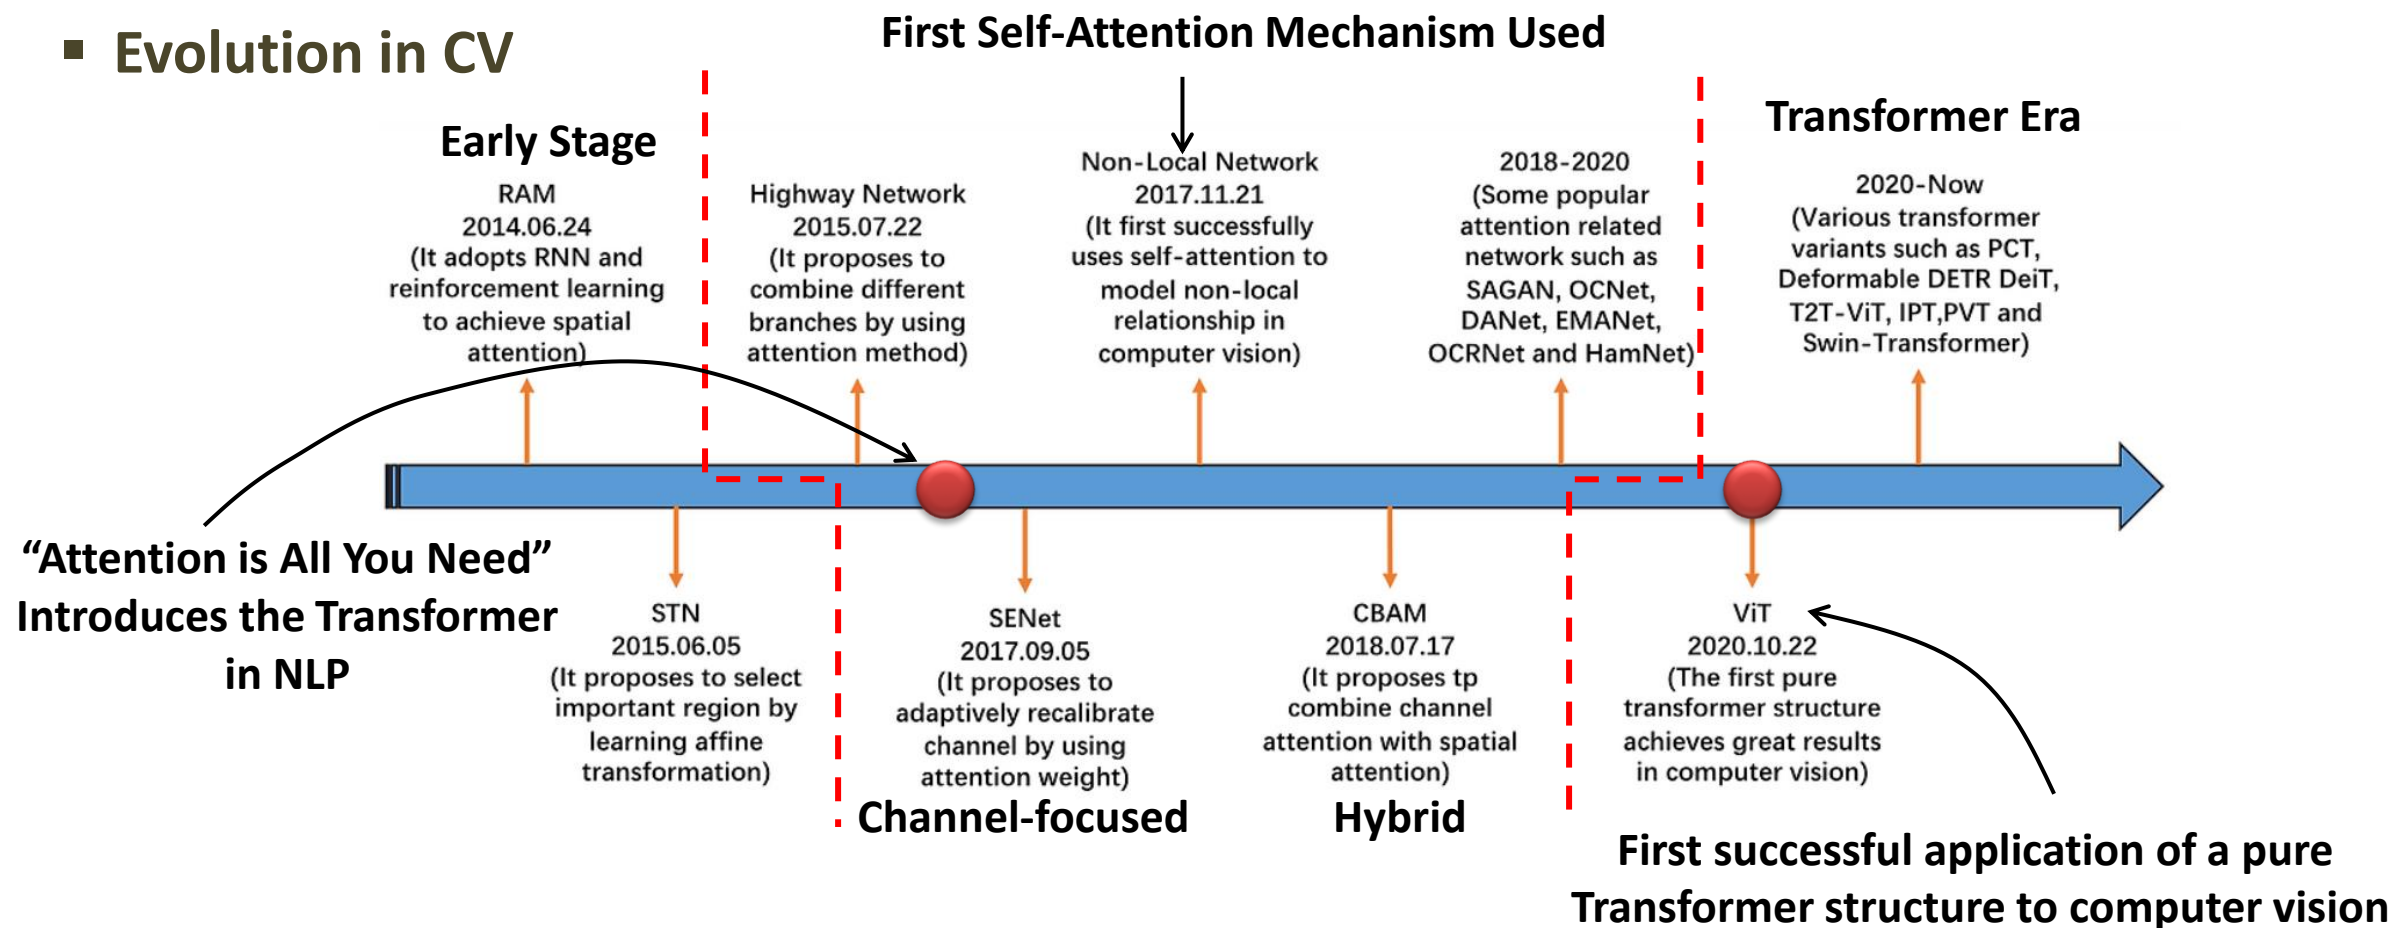 ▪ Evolution in CV
First Self-Attention Mechanism Used
Early Stage
Transformer Era
RAM
2014.06.24
(It adopts RNN and
reinforcement learning
to achieve spatial
attention)
Highway Network
2015.07.22
(It proposes to
combine different
branches by using
attention method)
Non-Local Network
2017.11.21
(It first successfully
uses self-attention to
model non-local
relationship in
computer vision)
2018-2020
(Some popular
attention related
network such as
SAGAN, OCNet,
DANet, EMANet,
OCRNet and HamNet)
2020-Now
(Various transformer
variants such as PCT,
Deformable DETR DeiT,
T2T-ViT, IPT,PVT and
Swin-Transformer)
“Attention is All You Need”
Introduces the Transformer
in NLP
STN
2015.06.05
(It proposes to select
important region by
learning affine
transformation)
SENet
2017.09.05
(It proposes to
adaptively recalibrate
channel by using
attention weight)
Channel-focused
CBAM
2018.07.17
(It proposes tp
combine channel
attention with spatial
attention)
Hybrid
ViT
2020.10.22
(The first pure
transformer structure
achieves great results
in computer vision)
First successful application of a pure
Transformer structure to computer vision